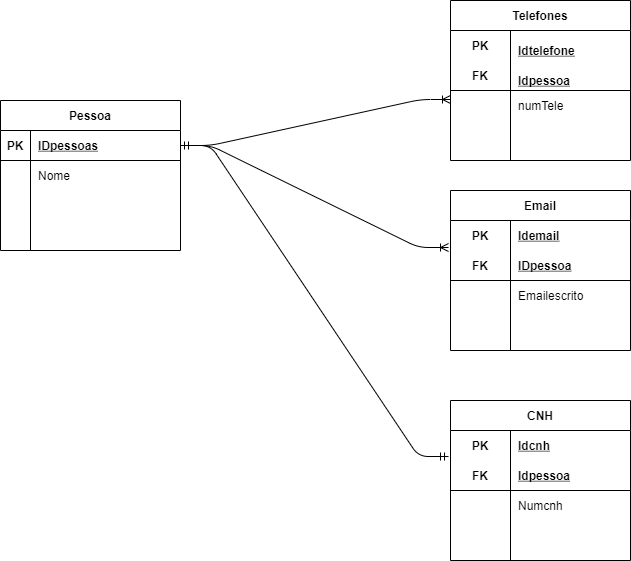 Pessoa
PK IDpessoas
Nome
Telefones
PK Idtelefone
FK Idpessoa
numTele
Email
PK Idemail
FK IDpessoa
Emailescrito
CNH
PK Idcnh
FK Idpessoa
Numcnh